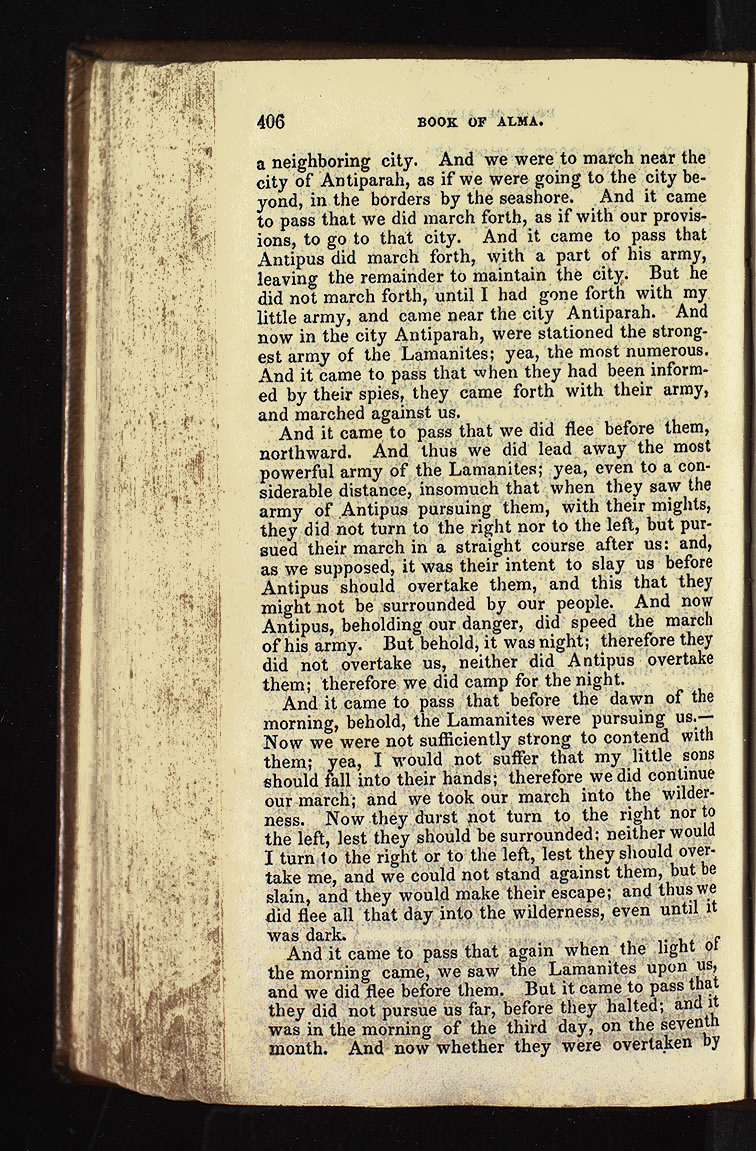 406 BOOK OF ALMA.
a neighboring city. And we were to march near the
city of Antiparah, as if we were going to the city be-
yond, in the borders by the seashore. And it came
to pass that we did march forth, as if with our provis-
ions, to go to that city. And it came to pass that
Antipus did march forth, with a part of his army,
leaving the remainder to maintain the city. But he
did not march forth, until I had gone forth with my
little army, and came near the city Antiparah. And
now in the city Antiparah, were stationed the strong-
est army of the Lamanites; yea, the most numerous.
And it came to pass that when they had been inform-
ed by their spies, they came forth with their army,
and marched against us.
And it came to pass that we did flee before them,
northward. And thus we did lead away the most
powerful army of the Lamanites; yea, even to a con-
siderable distance, insomuch that when they saw the
army of Antipus pursuing them, with their mights,
they did not turn to the right nor to the left, but pur-
sued their march in a straight course after us: and,
as we supposed, it was their intent to slay us before
Antipus should overtake them, and this that they
might not be surrounded by our people. And now
Antipus, beholding our danger, did speed the march
of his army. But behold, it was night; therefore they
did not overtake us, neither did Antipus overtake
them; therefore we did camp for the night.
And it came to pass that before the dawn of the
morning, behold, the Lamanites were pursuing us.—
Now we were not sufficiently strong to contend with
them; yea, I would not suffer that my little sons
should fall into their hands; therefore we did continue
our march; and we took our march into the wilder-
ness. Now they durst not turn to the right nor to
the left, lest they should be surrounded: neither would
I turn to the right or to the left, lest they should over-
take me, and we could not stand against them, but be
slain, and they would make their escape; and thus we
did flee all that day into the wilderness, even until it
was dark.
And it came to pass that again when the light of
the morning came, we saw the Lamanites upon us,
and we did flee before them. But it came to pass that
they did not pursue us far, before they halted; and it
was in the morning of the third day, on the seventh
month. And now whether they were overtaken by